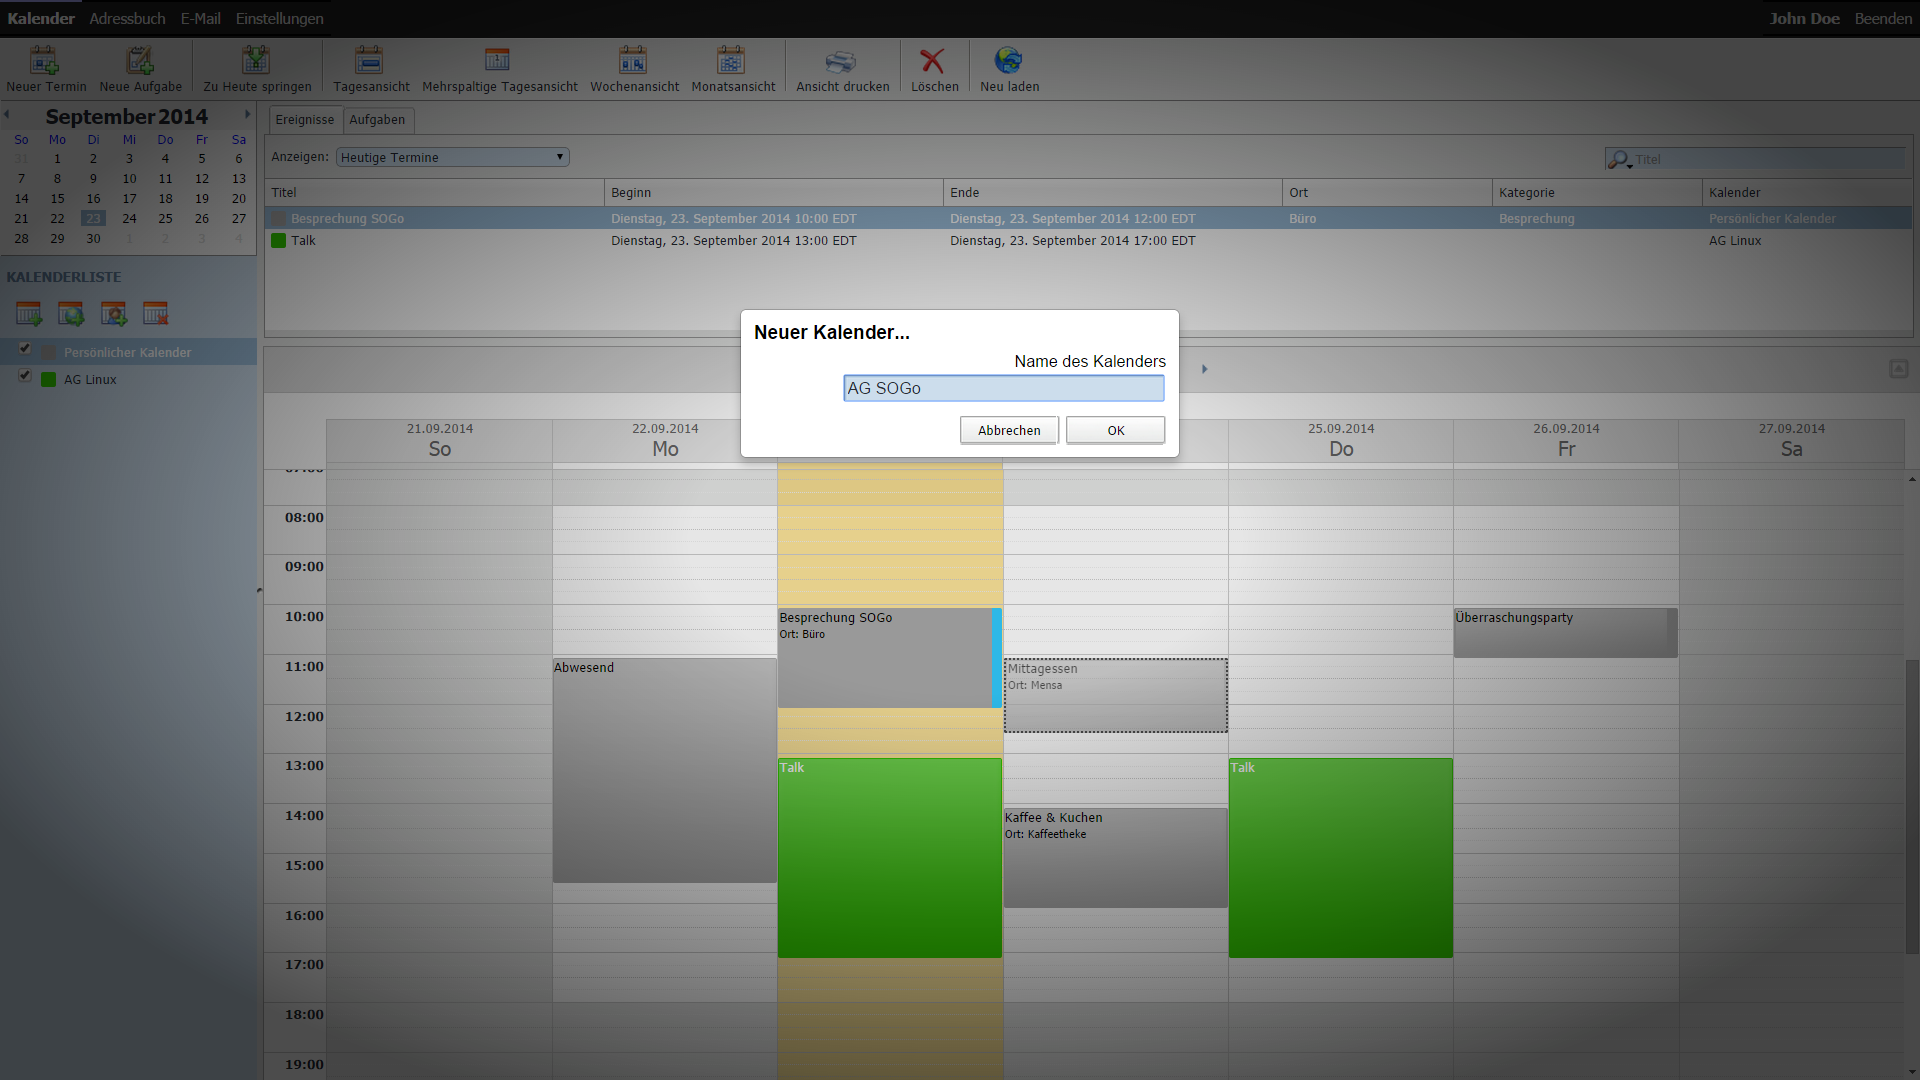 Kalender Adressbuch E-Mail Einstellungen John Doe Beenden
Neuer Termin Neue Aufgabe Zu Heute springen Tagesansicht Mehrspaltige Tagesansicht Wochenansicht Monatsansicht Ansicht drucken Löschen Neu laden
September 2014
So Mo Di Mi Do Fr Sa
31 1 2 3 4 5 6
7 8 9 10 11 12 13
14 15 16 17 18 19 20
21 22 23 24 25 26 27
28 29 30 1 2 3 4
KALENDERLISTE
Persönlicher Kalender
AG Linux
Ereignisse Aufgaben
Anzeigen: Heutige Termine Titel
Titel Beginn Ende Ort Kategorie Kalender
Besprechung SOGo Dienstag, 23. September 2014 10:00 EDT Dienstag, 23. September 2014 12:00 EDT Büro Besprechung Persönlicher Kalender
Talk Dienstag, 23. September 2014 13:00 EDT Dienstag, 23. September 2014 17:00 EDT AG Linux
Neuer Kalender...
Name des Kalenders
AG SOGo
Abbrechen OK
21.09.2014 22.09.2014 25.09.2014 26.09.2014 27.09.2014
So Mo Do Fr Sa
08:00
09:00
10:00
11:00
12:00
13:00
14:00
15:00
16:00
17:00
18:00
19:00
Abwesend
Besprechung SOGo
Ort: Büro
Talk
Mittagessen
Ort: Mensa
Kaffee & Kuchen
Ort: Kaffeetheke
Talk
Überraschungsparty